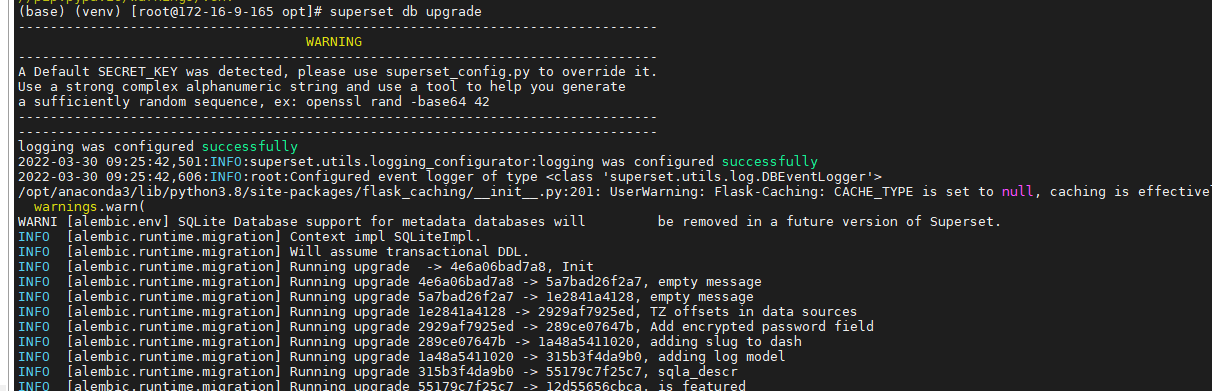 (base) (venv) [root@172-16-9-165 opt]# superset db upgrade
--------------------------------------------------------------------------------
WARNING
--------------------------------------------------------------------------------
A Default SECRET_KEY was detected, please use superset_config.py to override it.
Use a strong complex alphanumeric string and use a tool to help you generate
a sufficiently random sequence, ex: openssl rand -base64 42
--------------------------------------------------------------------------------
--------------------------------------------------------------------------------
logging was configured successfully
2022-03-30 09:25:42,501:INFO:superset.utils.logging_configurator:logging was configured successfully
2022-03-30 09:25:42,606:INFO:root:Configured event logger of type <class 'superset.utils.log.DBEventLogger'>
/opt/anaconda3/lib/python3.8/site-packages/flask_caching/__init__.py:201: UserWarning: Flask-Caching: CACHE_TYPE is set to null, caching is effectivel
warnings.warn(
WARNI [alembic.env] SQLite Database support for metadata databases will be removed in a future version of Superset.
INFO [alembic.runtime.migration] Context impl SQLiteImpl.
INFO [alembic.runtime.migration] Will assume transactional DDL.
INFO [alembic.runtime.migration] Running upgrade -> 4e6a06bad7a8, Init
INFO [alembic.runtime.migration] Running upgrade 4e6a06bad7a8 -> 5a7bad26f2a7, empty message
INFO [alembic.runtime.migration] Running upgrade 5a7bad26f2a7 -> 1e2841a4128, empty message
INFO [alembic.runtime.migration] Running upgrade 1e2841a4128 -> 2929af7925ed, TZ offsets in data sources
INFO [alembic.runtime.migration] Running upgrade 2929af7925ed -> 289ce07647b, Add encrypted password field
INFO [alembic.runtime.migration] Running upgrade 289ce07647b -> 1a48a5411020, adding slug to dash
INFO [alembic.runtime.migration] Running upgrade 1a48a5411020 -> 315b3f4da9b0, adding log model
INFO [alembic.runtime.migration] Running upgrade 315b3f4da9b0 -> 55179c7f25c7, sqla_descr
INFO [alembic.runtime.migration] Running upgrade 55179c7f25c7 -> 12d55656cbca, is_featured